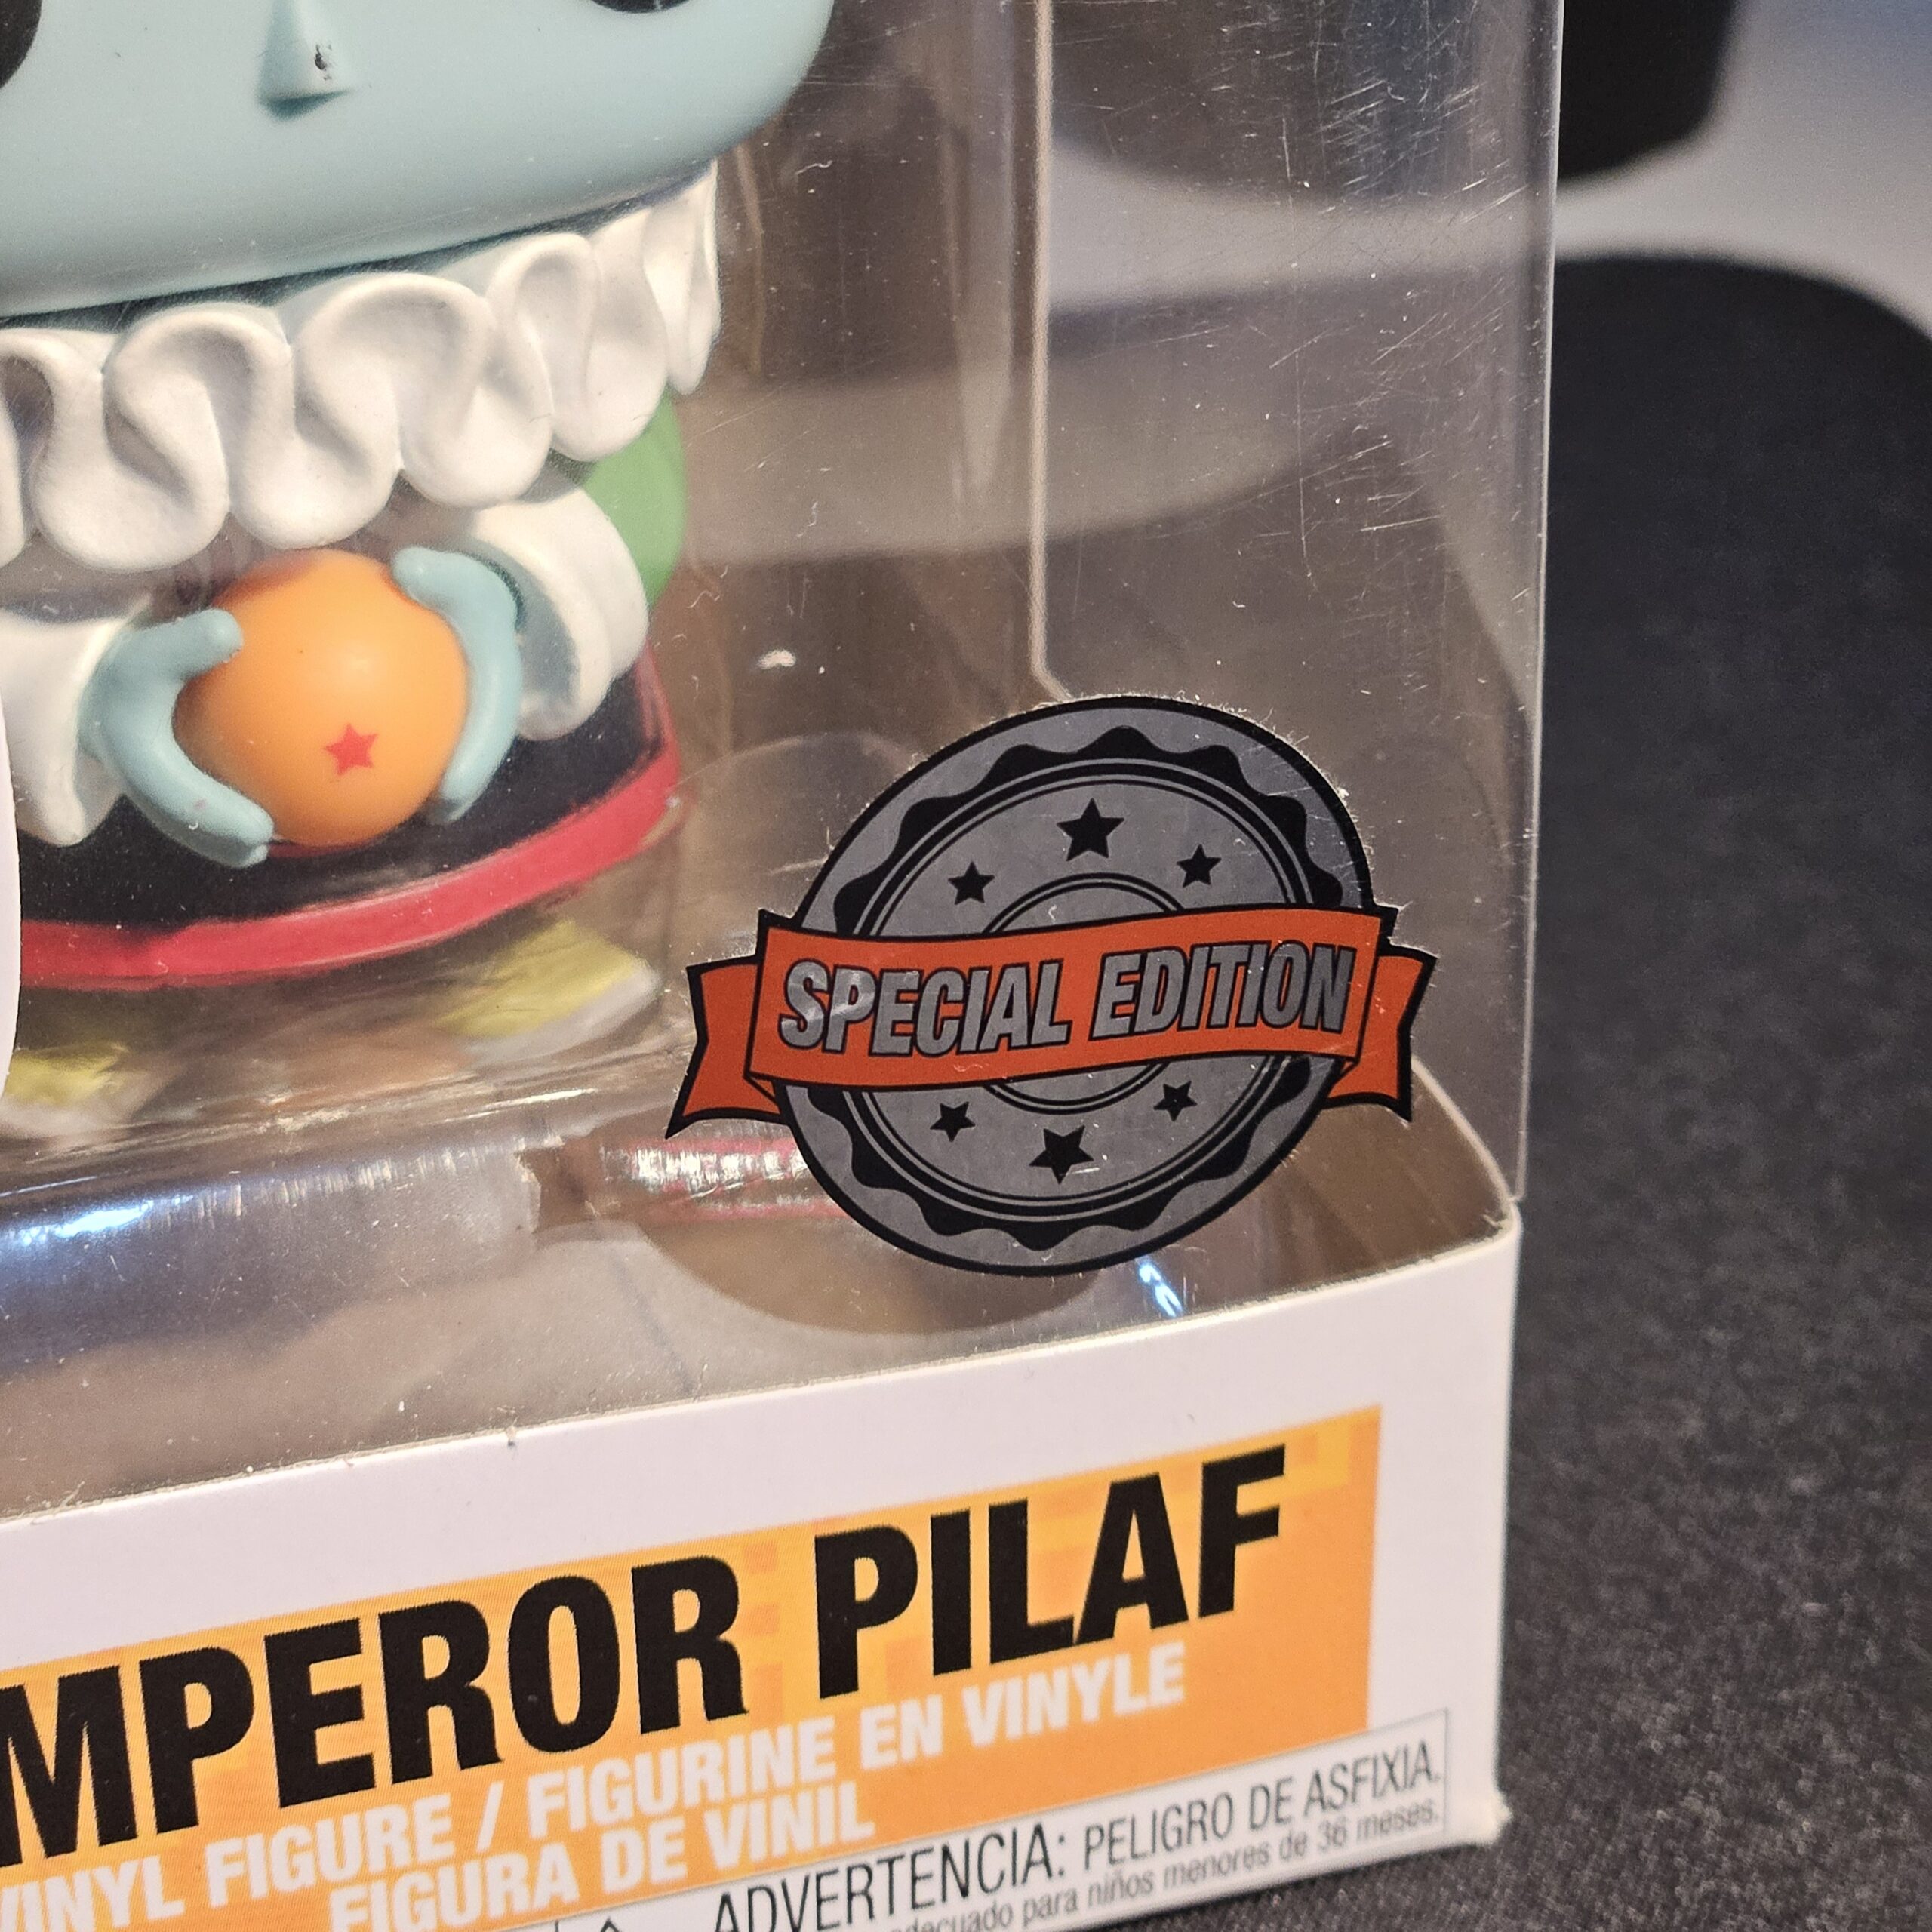 SPECIAL EDITION
MPEROR PILAF
VINYL FIGURE / FIGURINE EN VINYLE
FIGURA DE VINIL
ADVERTENCIA: PELIGRO DE ASFIXIA.
adecuado para niños menores de 36 meses.